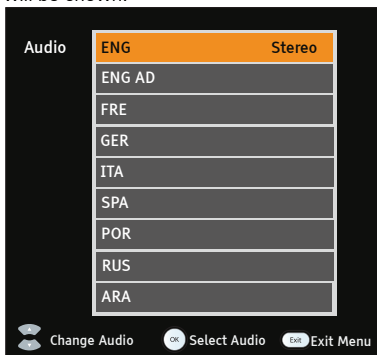 Audio ENG Stereo
ENG AD
FRE
GER
ITA
SPA
POR
RUS
ARA
Change Audio OK Select Audio Exit Exit Menu